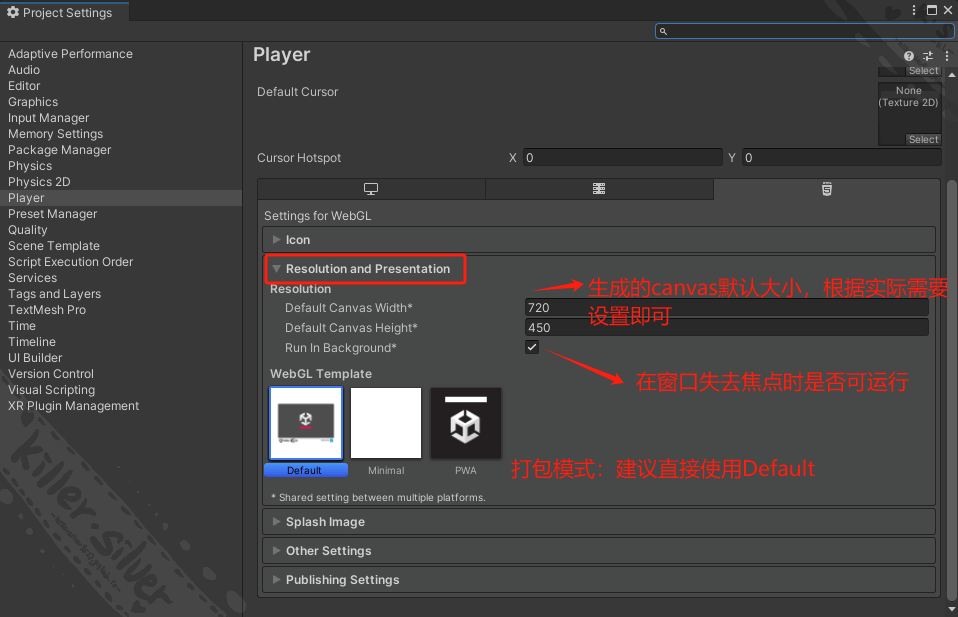 Project Settings
Adaptive Performance
Audio
Editor
Graphics
Input Manager
Memory Settings
Package Manager
Physics
Physics 2D
Player
Preset Manager
Quality
Scene Template
Script Execution Order
Services
Tags and Layers
TextMesh Pro
Time
Timeline
UI Builder
Version Control
Visual Scripting
XR Plugin Management
Player
Select
Default Cursor
None
(Texture 2D)
Select
Cursor Hotspot X 0 Y 0
Settings for WebGL
Icon
Resolution and Presentation
Resolution
生成的canvas默认大小，根据实际需要
设置即可
Default Canvas Width* 720
Default Canvas Height* 450
Run In Background*
在窗口失去焦点时是否可运行
WebGL Template
Default Minimal PWA
打包模式：建议直接使用Default
* Shared setting between multiple platforms.
Splash Image
Other Settings
Publishing Settings
killer.silver